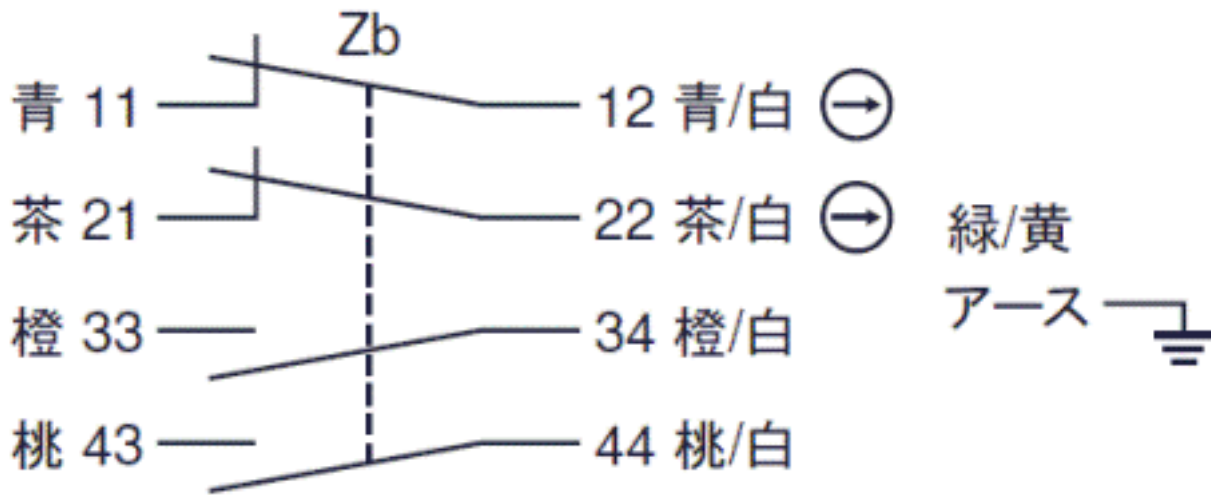 Zb
青 11 12 青/白
茶 21 22 茶/白
緑/黄
アース
橙 33 34 橙/白
桃 43 44 桃/白